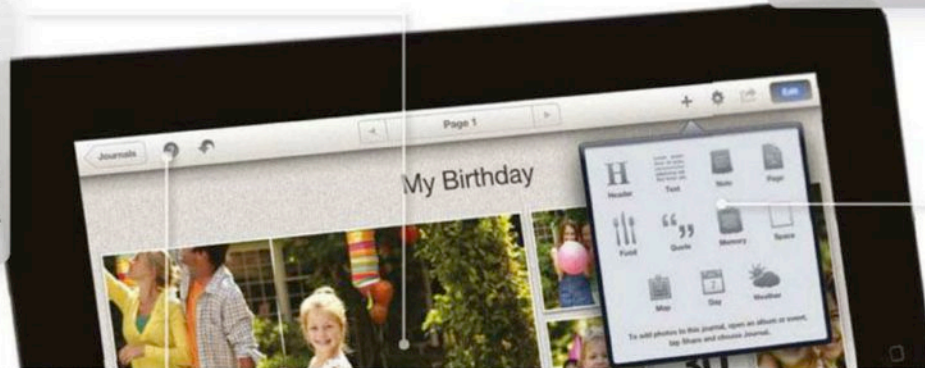 Journals
Page 1
Edit
My Birthday
Header
Text
Note
Page
Food
Quote
Memory
Space
Map
Day
Weather
To add photos to this journal, open an album or event,
tap Share and choose Journal.